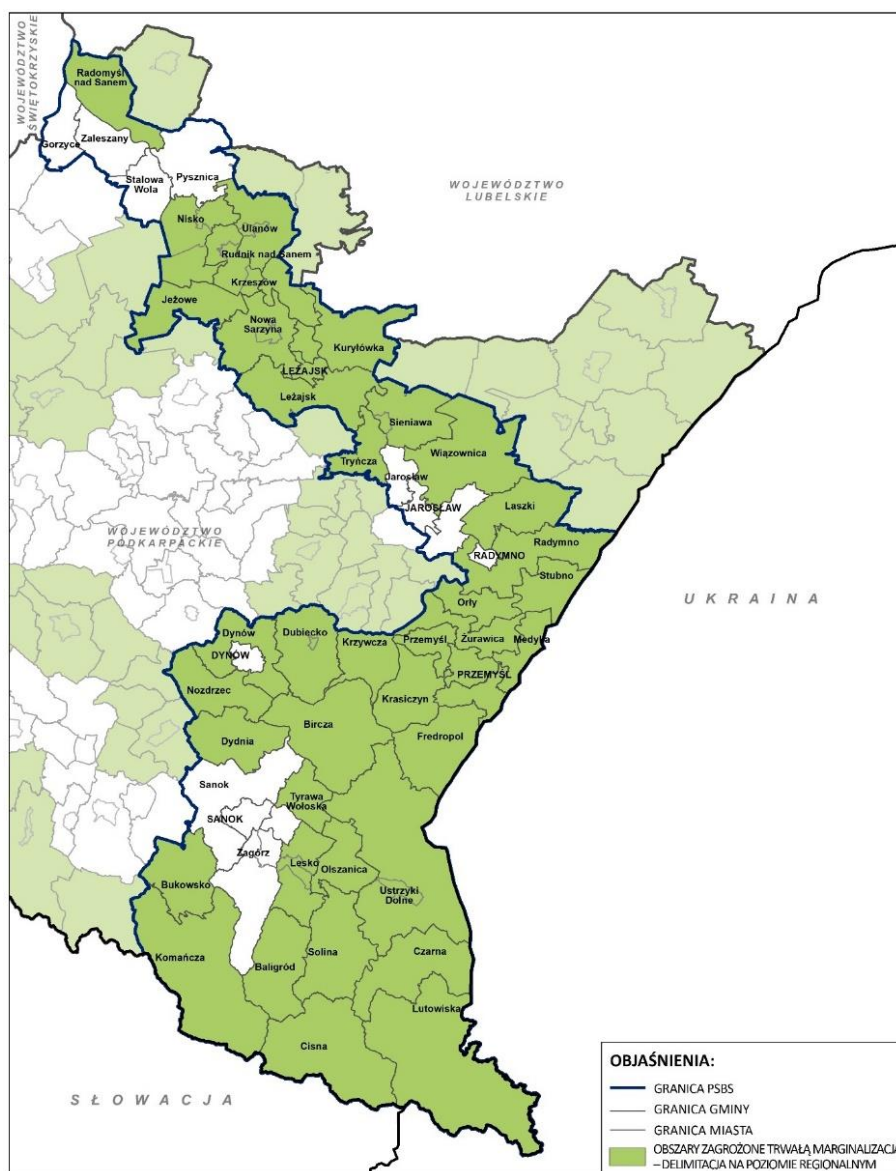 WOJEWÓDZTWO
ŚWIĘTOKRZYSKIE
Radomyśl
nad Sanem
Gorzyce
Zaleszany
Stalowa
Wola
Pysznica
WOJEWÓDZTWO
LUBELSKIE
Nisko
Ulanów
Rudnik nad Sanem
Krzeszów
Jeżowe
Nowa
Sarzyna
Kuryłówka
LEŻAJSK
Leżajsk
Sieniawa
Wiązownica
Tryńcza
Jarosław
JAROSŁAW
Laszki
WOJEWÓDZTWO
PODKARPACKIE
Radymno
RADYMNO
Stubno
UKRAINA
Orły
Dynów
Dubiecko
Krzywcza
Przemyśl
Żurawica
Medyka
DYNÓW
PRZEMYŚL
Nozdrzec
Krasiczyn
Bircza
Fredropol
Dydnia
Sanok
Tyrawa
Wołoska
SANOK
Zagórz
Lesko
Olszanica
Bukowsko
Ustrzyki
Dolne
Komańcza
Solina
Czarna
Baligród
Lutowiska
Cisna
SŁOWACJA
OBJAŚNIENIA:
GRANICA PSBS
GRANICA GMINY
GRANICA MIASTA
OBSZARY ZAGROŻONE TRWAŁĄ MARGINALIZACJĄ
– DELIMITACJA NA POZIOMIE REGIONALNYM